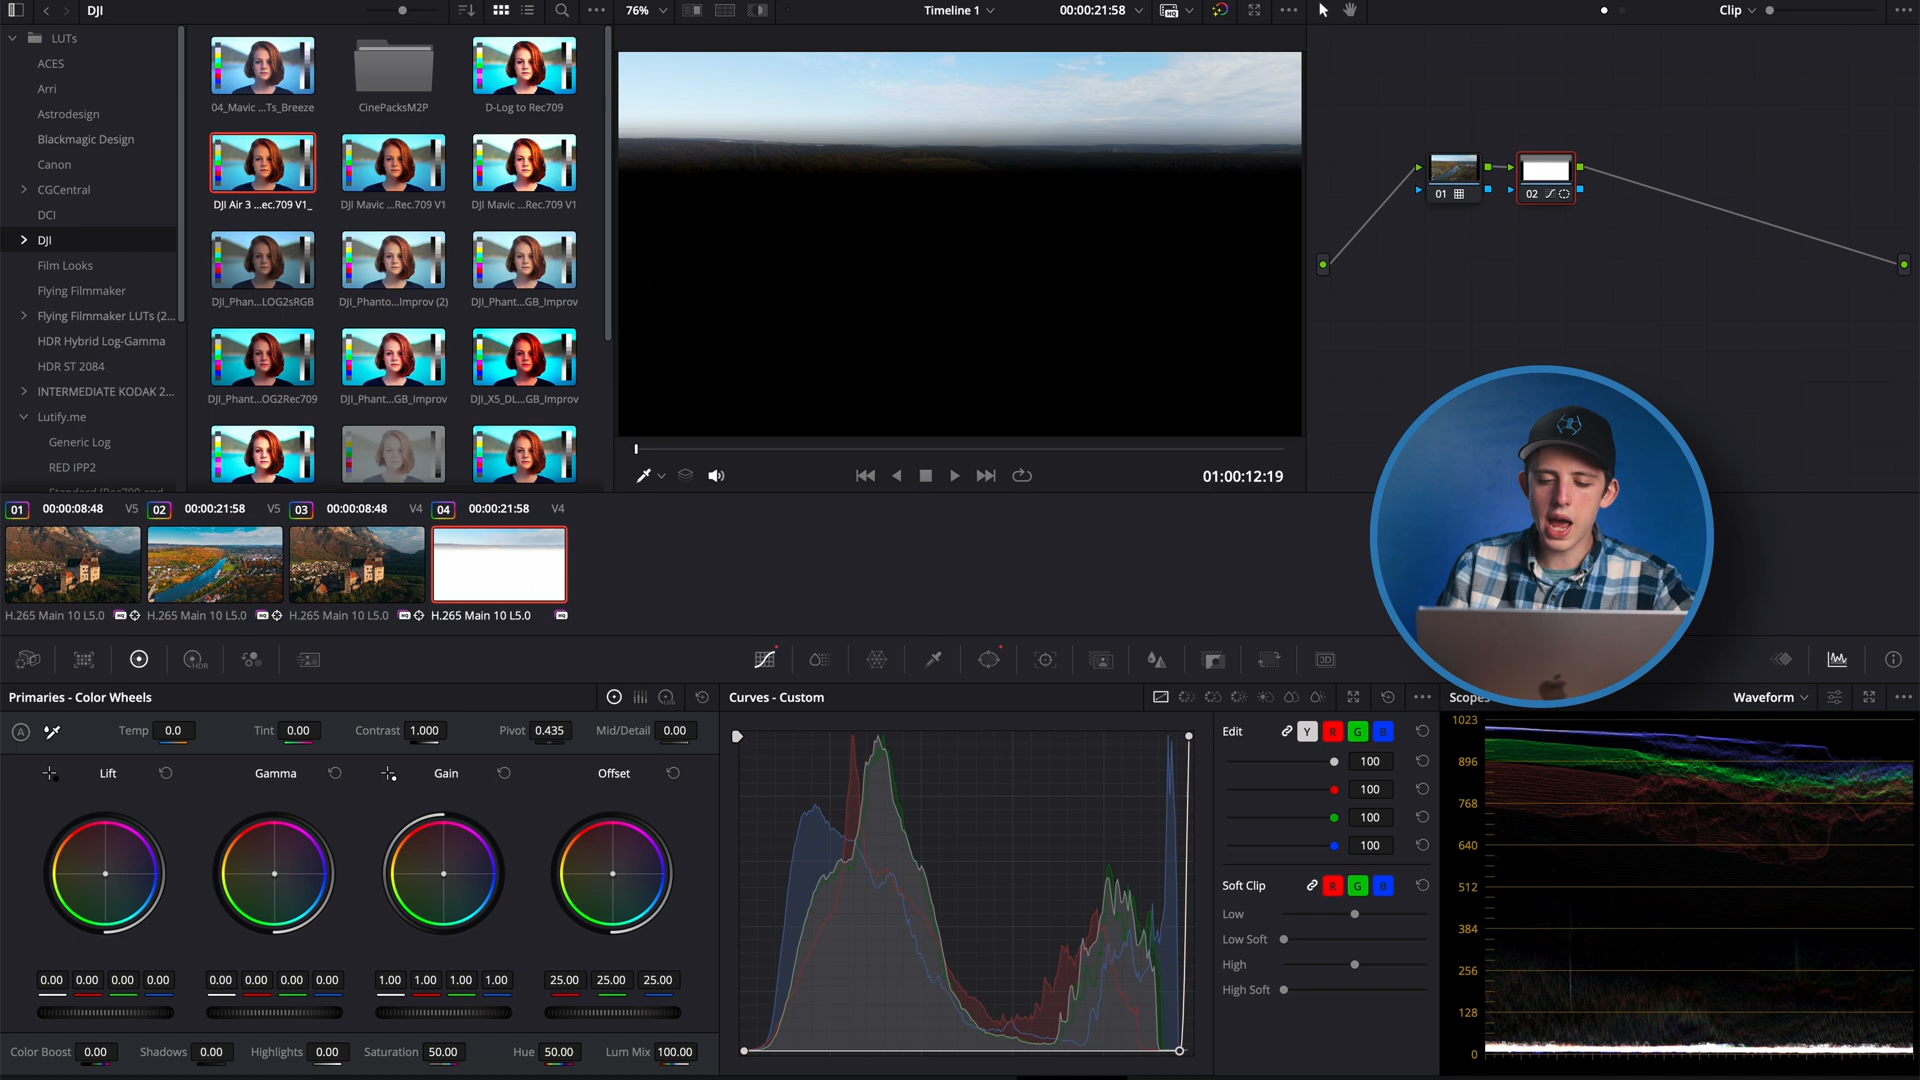 DJI
76%
Timeline 1
00:00:21:58
Clip
LUTs
ACES
Arri
Astrodesign
Blackmagic Design
Canon
CGCentral
DCI
DJI
Film Looks
Flying Filmmaker
Flying Filmmaker LUTs (2...
HDR Hybrid Log-Gamma
HDR ST 2084
INTERMEDIATE KODAK 2...
Lutify.me
Generic Log
RED IPP2
04_Mavic ...Ts_Breeze
CinePacksM2P
D-Log to Rec709
DJI Air 3 ...ec.709 V1_
DJI Mavic ...Rec.709 V1
DJI Mavic ...Rec.709 V1
DJI_Phan...LOG2sRGB
DJI_Phanto...Improv (2)
DJI_Phant...GB_Improv
DJI_Phant...OG2Rec709
DJI_Phant...GB_Improv
DJI_X5_DL...GB_Improv
01:00:12:19
01
02
01 00:00:08:48 V5
02 00:00:21:58 V5
03 00:00:08:48 V4
04 00:00:21:58 V4
H.265 Main 10 L5.0
H.265 Main 10 L5.0
H.265 Main 10 L5.0
H.265 Main 10 L5.0
HDR
3D
Primaries - Color Wheels
LOG
Temp 0.0 Tint 0.00 Contrast 1.000 Pivot 0.435 Mid/Detail 0.00
A
Lift Gamma Gain Offset
0.00 0.00 0.00 0.00
0.00 0.00 0.00 0.00
1.00 1.00 1.00 1.00
25.00 25.00 25.00
Color Boost 0.00 Shadows 0.00 Highlights 0.00 Saturation 50.00 Hue 50.00 Lum Mix 100.00
Curves - Custom
Edit Y R G B
100
100
100
100
Soft Clip R G B
Low
Low Soft
High
High Soft
Scopes
Waveform
1023
896
768
640
512
384
256
128
0